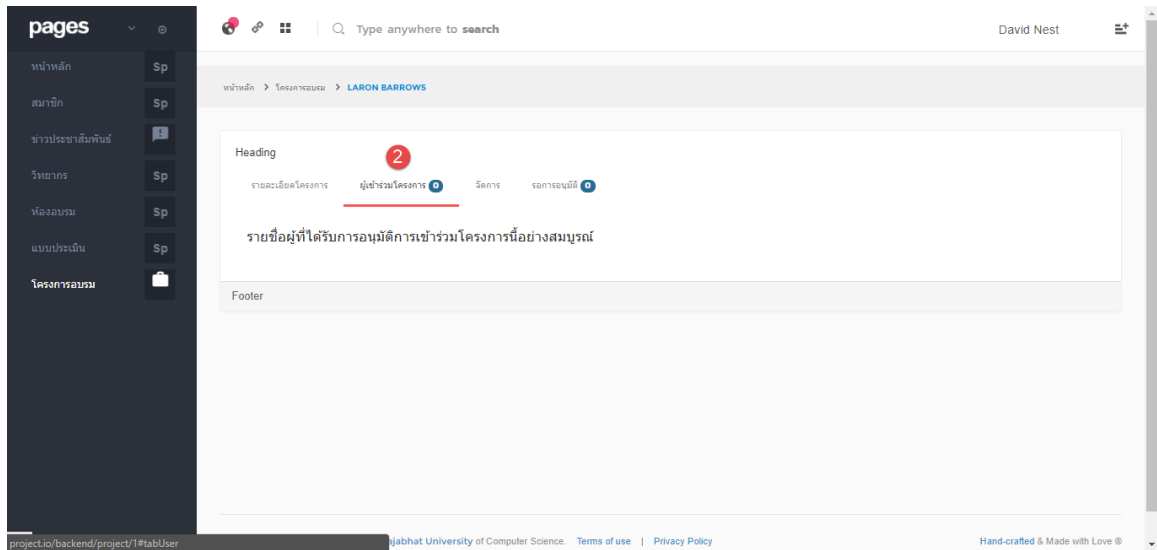 pages
Type anywhere to search
David Nest
หน้าหลัก Sp
สมาชิก Sp
ข่าวประชาสัมพันธ์
วิทยากร Sp
ห้องอบรม Sp
แบบประเมิน Sp
โครงการอบรม
หน้าหลัก > โครงการอบรม > LARON BARROWS
Heading
2
รายละเอียดโครงการ ผู้เข้าร่วมโครงการ 0 จัดการ รอการอนุมัติ 0
รายชื่อผู้ที่ได้รับการอนุมัติการเข้าร่วมโครงการนี้อย่างสมบูรณ์
Footer
project.io/backend/project/1#tabUser
ajabhat University of Computer Science. Terms of use | Privacy Policy
Hand-crafted & Made with Love ®